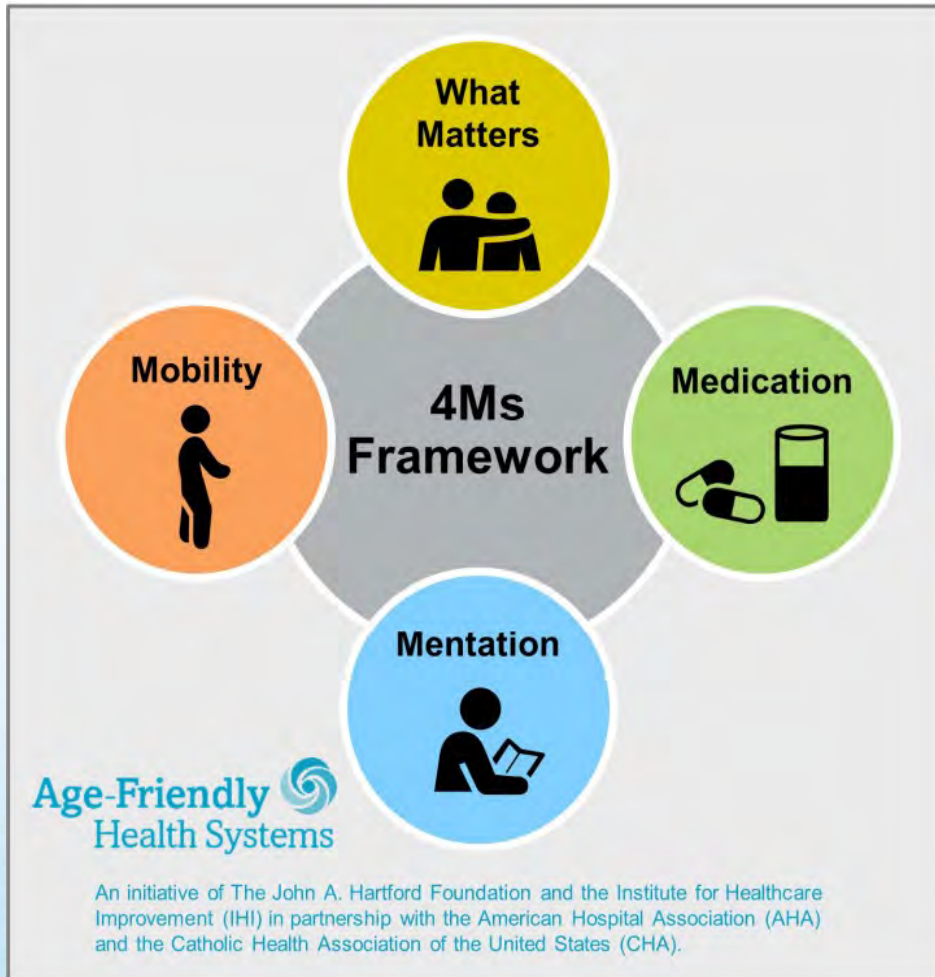 What
Matters
Mobility
4Ms
Framework
Medication
Mentation
Age-Friendly
Health Systems
An initiative of The John A. Hartford Foundation and the Institute for Healthcare
Improvement (IHI) in partnership with the American Hospital Association (AHA)
and the Catholic Health Association of the United States (CHA).